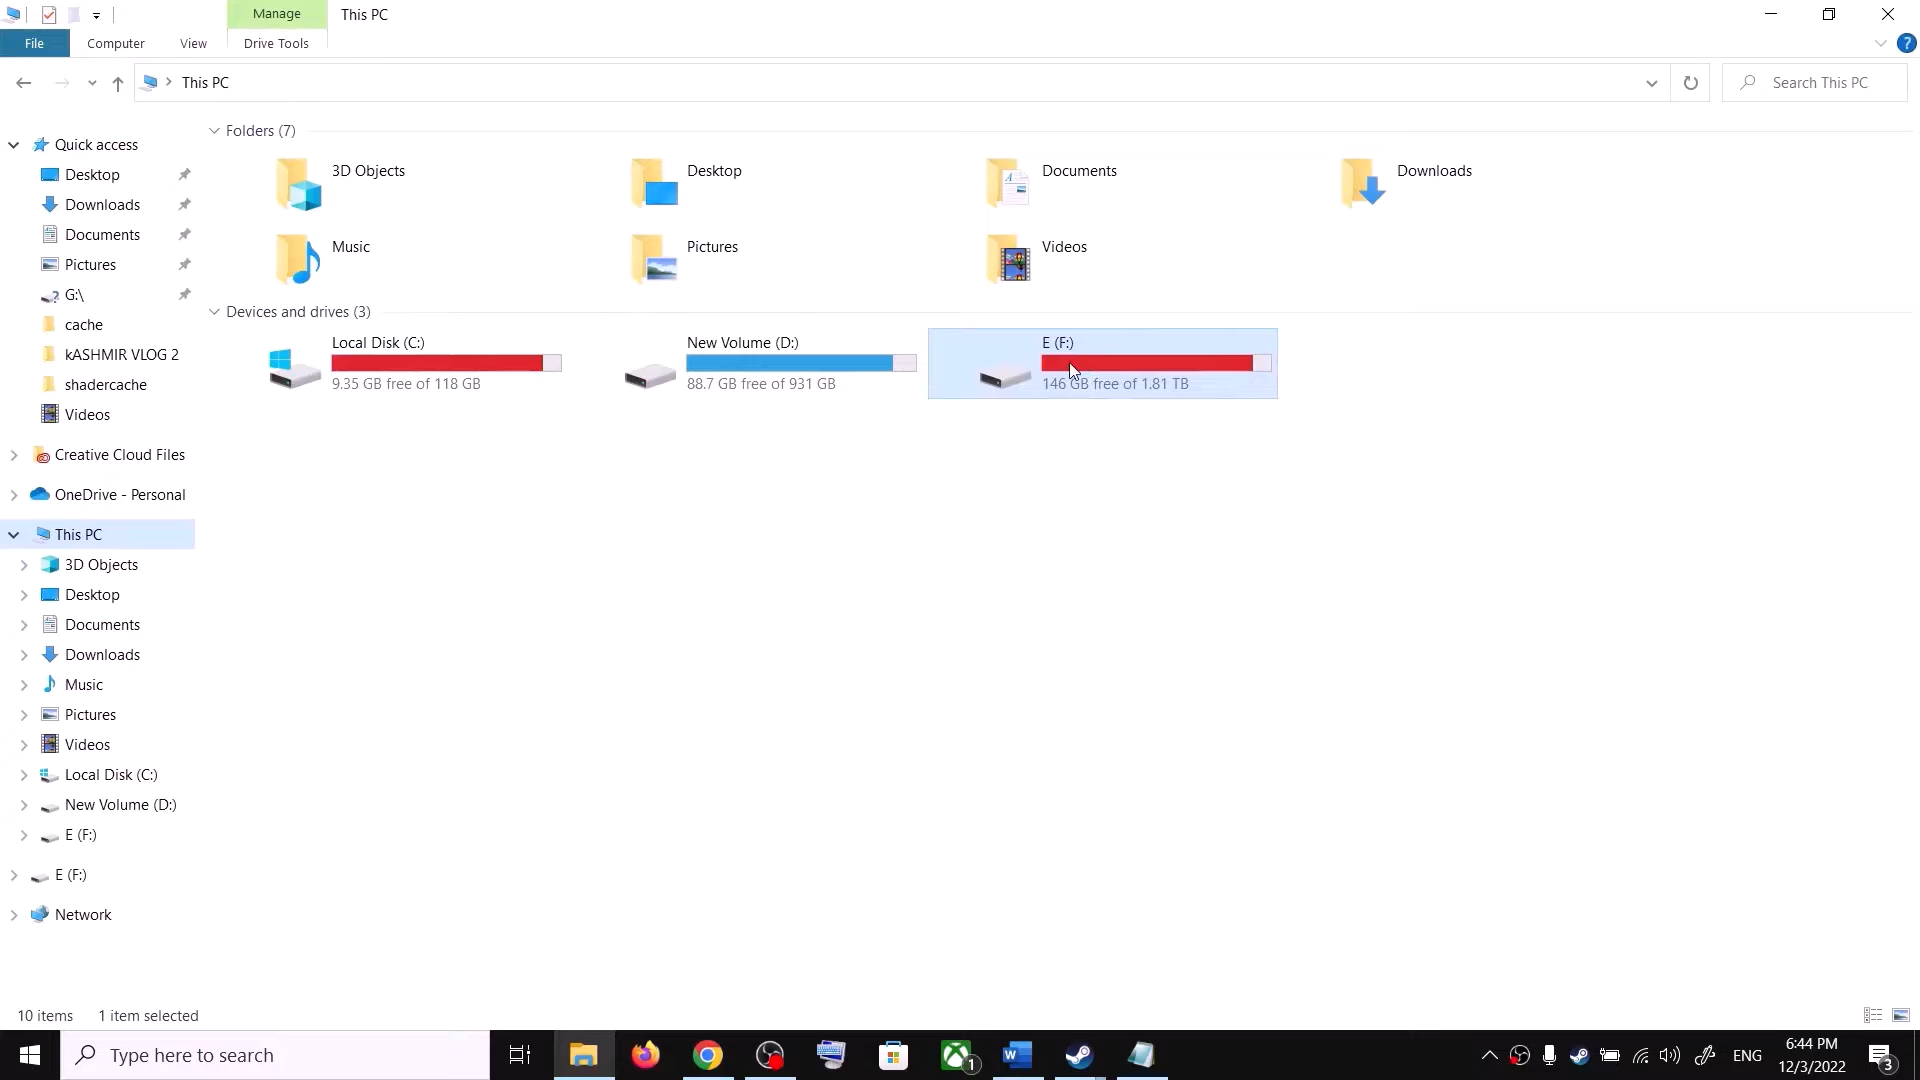 Manage
This PC
File
Computer
View
Drive Tools
?
This PC
Search This PC
Quick access
Desktop
Downloads
Documents
Pictures
G:\
cache
kASHMIR VLOG 2
shadercache
Videos
Creative Cloud Files
OneDrive - Personal
This PC
3D Objects
Desktop
Documents
Downloads
Music
Pictures
Videos
Local Disk (C:)
New Volume (D:)
E (F:)
E (F:)
Network
Folders (7)
3D Objects
Desktop
Documents
Downloads
Music
Pictures
Videos
Devices and drives (3)
Local Disk (C:)
9.35 GB free of 118 GB
New Volume (D:)
88.7 GB free of 931 GB
E (F:)
146 GB free of 1.81 TB
10 items
1 item selected
Type here to search
1
W
ENG
6:44 PM
12/3/2022
3